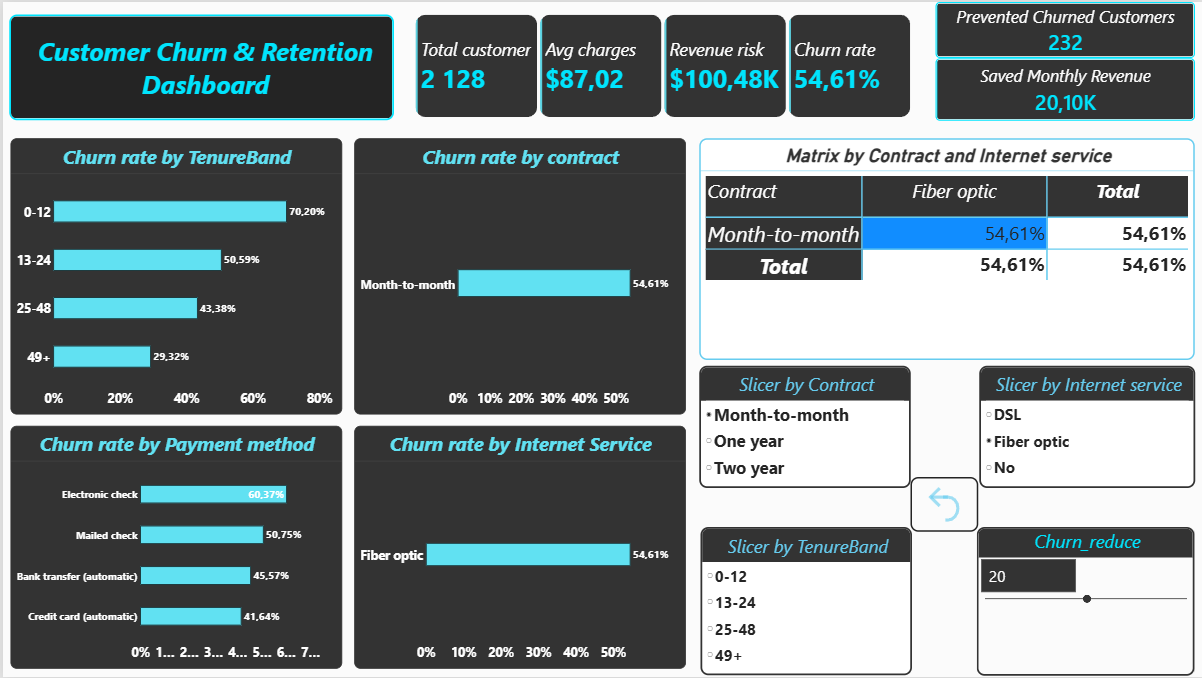 Customer Churn & Retention
Dashboard
Total customer
2 128
Avg charges
$87,02
Revenue risk
$100,48K
Churn rate
54,61%
Prevented Churned Customers
232
Saved Monthly Revenue
20,10K
Churn rate by TenureBand
0-12
70,20%
13-24
50,59%
25-48
43,38%
49+
29,32%
0% 20% 40% 60% 80%
Churn rate by contract
Month-to-month
54,61%
0% 10% 20% 30% 40% 50%
Matrix by Contract and Internet service
Contract Fiber optic Total
Month-to-month 54,61% 54,61%
Total 54,61% 54,61%
Churn rate by Payment method
Electronic check
60,37%
Mailed check
50,75%
Bank transfer (automatic)
45,57%
Credit card (automatic)
41,64%
0% 1... 2... 3... 4... 5... 6... 7...
Churn rate by Internet Service
Fiber optic
54,61%
0% 10% 20% 30% 40% 50%
Slicer by Contract
Month-to-month
One year
Two year
Slicer by Internet service
DSL
Fiber optic
No
Slicer by TenureBand
0-12
13-24
25-48
49+
Churn_reduce
20